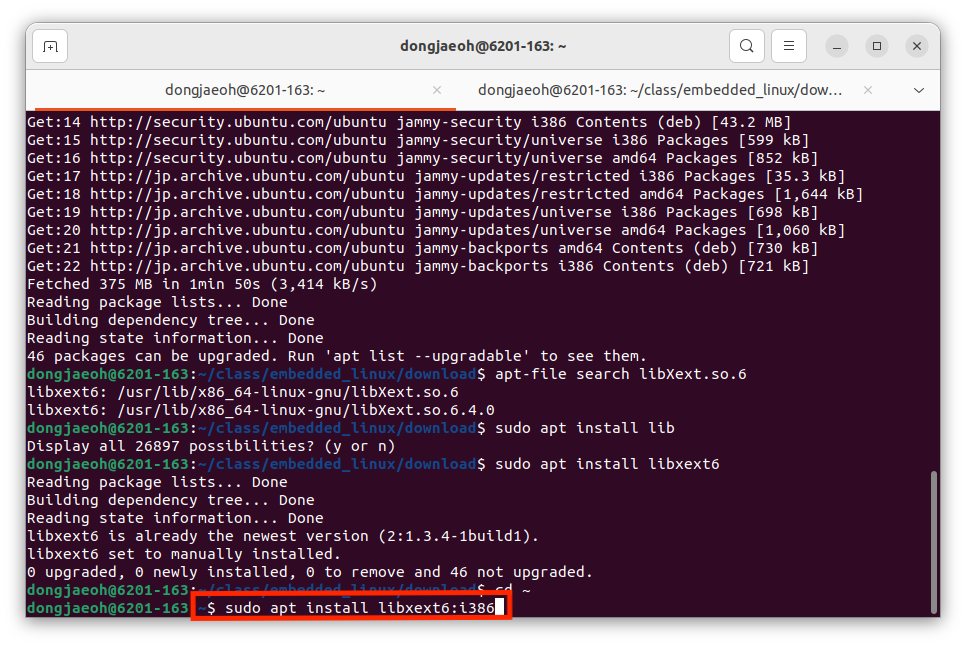 dongjaeoh@6201-163: ~
dongjaeoh@6201-163: ~
dongjaeoh@6201-163: ~/class/embedded_linux/dow…
Get:14 http://security.ubuntu.com/ubuntu jammy-security i386 Contents (deb) [43.2 MB]
Get:15 http://security.ubuntu.com/ubuntu jammy-security/universe i386 Packages [599 kB]
Get:16 http://security.ubuntu.com/ubuntu jammy-security/universe amd64 Packages [852 kB]
Get:17 http://jp.archive.ubuntu.com/ubuntu jammy-updates/restricted i386 Packages [35.3 kB]
Get:18 http://jp.archive.ubuntu.com/ubuntu jammy-updates/restricted amd64 Packages [1,644 kB]
Get:19 http://jp.archive.ubuntu.com/ubuntu jammy-updates/universe i386 Packages [698 kB]
Get:20 http://jp.archive.ubuntu.com/ubuntu jammy-updates/universe amd64 Packages [1,060 kB]
Get:21 http://jp.archive.ubuntu.com/ubuntu jammy-backports amd64 Contents (deb) [730 kB]
Get:22 http://jp.archive.ubuntu.com/ubuntu jammy-backports i386 Contents (deb) [721 kB]
Fetched 375 MB in 1min 50s (3,414 kB/s)
Reading package lists... Done
Building dependency tree... Done
Reading state information... Done
46 packages can be upgraded. Run 'apt list --upgradable' to see them.
dongjaeoh@6201-163:~/class/embedded_linux/download$ apt-file search libXext.so.6
libxext6: /usr/lib/x86_64-linux-gnu/libXext.so.6
libxext6: /usr/lib/x86_64-linux-gnu/libXext.so.6.4.0
dongjaeoh@6201-163:~/class/embedded_linux/download$ sudo apt install lib
Display all 26897 possibilities? (y or n)
dongjaeoh@6201-163:~/class/embedded_linux/download$ sudo apt install libxext6
Reading package lists... Done
Building dependency tree... Done
Reading state information... Done
libxext6 is already the newest version (2:1.3.4-1build1).
libxext6 set to manually installed.
0 upgraded, 0 newly installed, 0 to remove and 46 not upgraded.
dongjaeoh@6201-163:~/class/embedded_linux/download$ cd ~
dongjaeoh@6201-163:~$ sudo apt install libxext6:i386